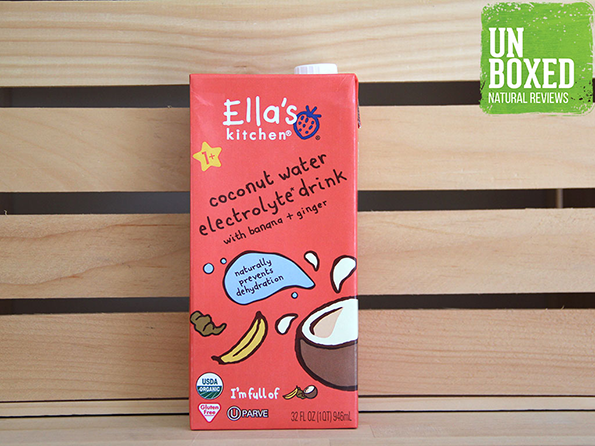 UN
BOXED
NATURAL REVIEWS
Ella's
kitchen®
®
1+
coconut water
electrolyte* drink
with banana + ginger
naturally
prevents
dehydration
USDA
ORGANIC
Gluten
Free
I'm full of
U PARVE
32 FL OZ (1QT) 946mL